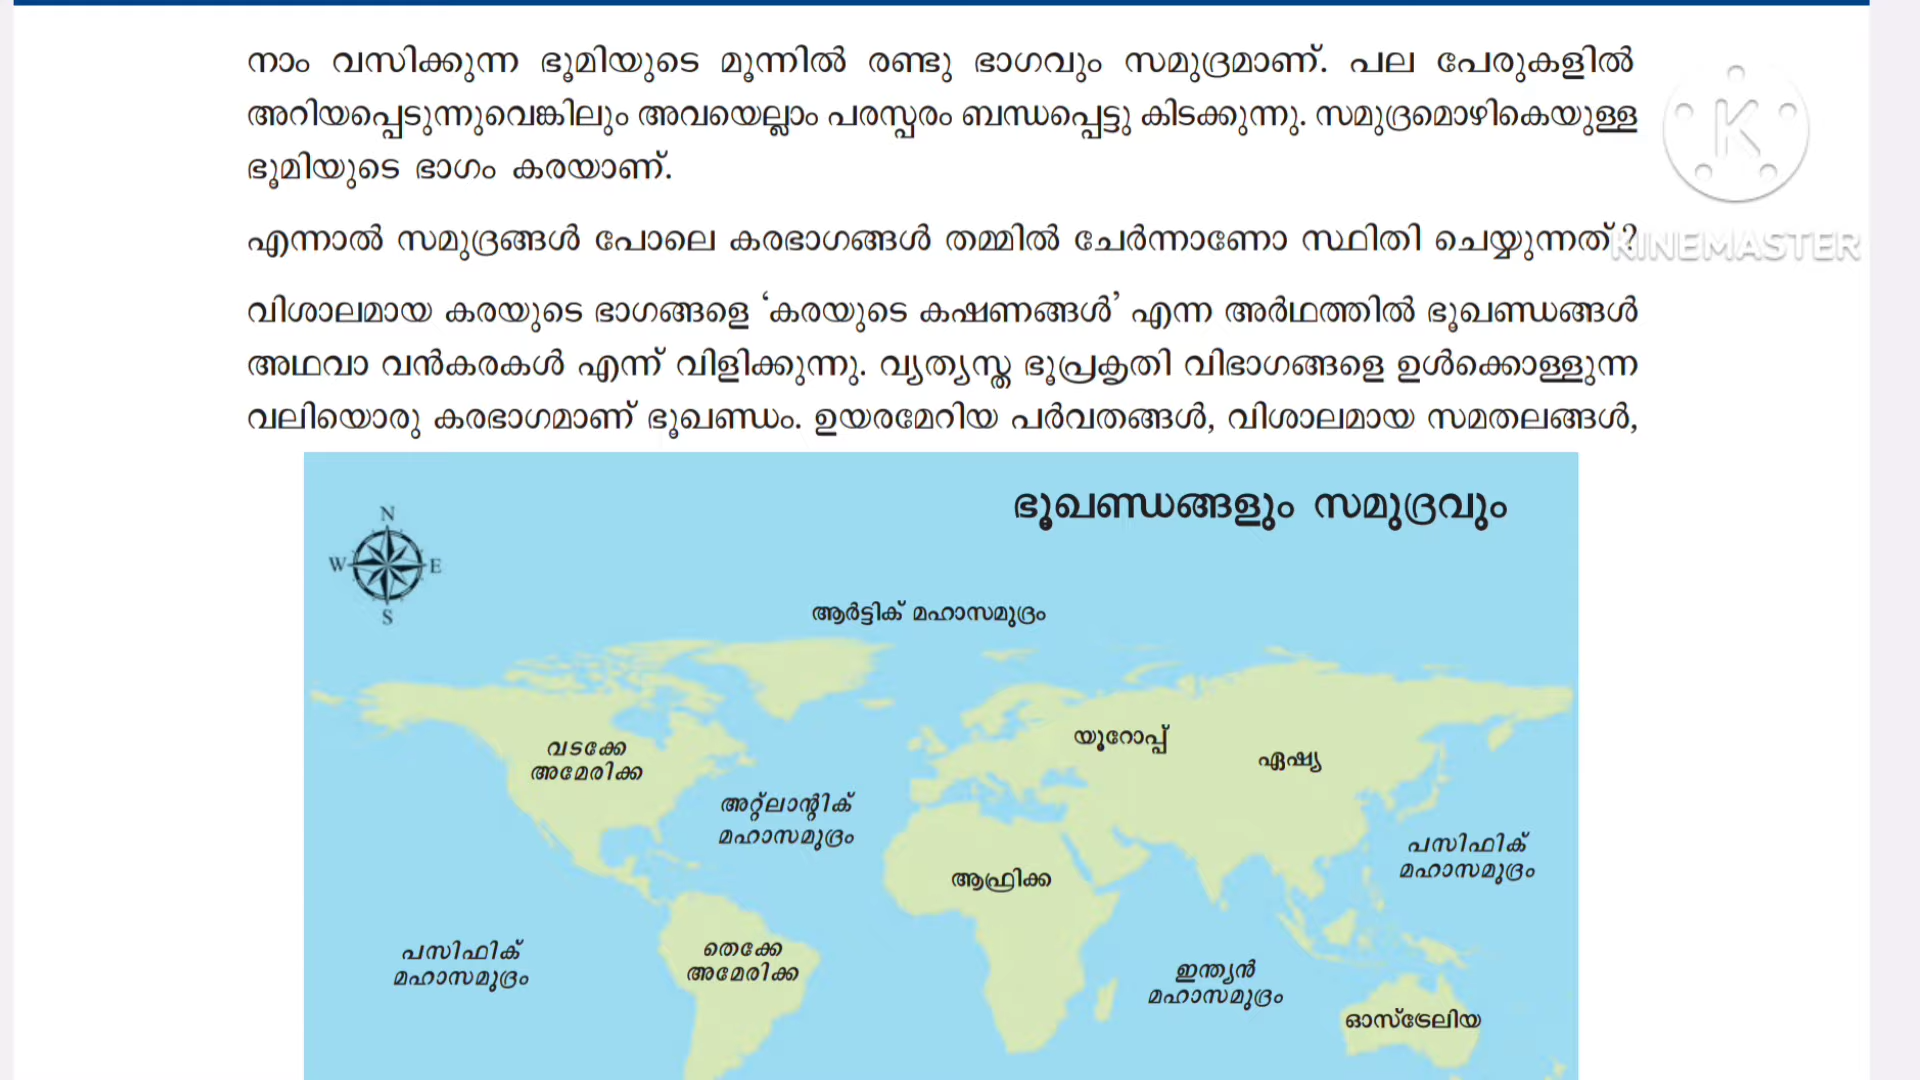 നാം വസിക്കുന്ന ഭൂമിയുടെ മൂന്നിൽ രണ്ടു ഭാഗവും സമുദ്രമാണ്. പല പേരുകളിൽ
അറിയപ്പെടുന്നുവെങ്കിലും അവയെല്ലാം പരസ്പരം ബന്ധപ്പെട്ടു കിടക്കുന്നു. സമുദ്രമൊഴികെയുള്ള
ഭൂമിയുടെ ഭാഗം കരയാണ്.
എന്നാൽ സമുദ്രങ്ങൾ പോലെ കരഭാഗങ്ങൾ തമ്മിൽ ചേർന്നാണോ സ്ഥിതി ചെയ്യുന്നത്?
K
KINEMASTER
വിശാലമായ കരയുടെ ഭാഗങ്ങളെ ‘കരയുടെ കഷണങ്ങൾ’ എന്ന അർഥത്തിൽ ഭൂഖണ്ഡങ്ങൾ
അഥവാ വൻകരകൾ എന്ന് വിളിക്കുന്നു. വ്യത്യസ്ത ഭൂപ്രകൃതി വിഭാഗങ്ങളെ ഉൾക്കൊള്ളുന്ന
വലിയൊരു കരഭാഗമാണ് ഭൂഖണ്ഡം. ഉയരമേറിയ പർവതങ്ങൾ, വിശാലമായ സമതലങ്ങൾ,
ഭൂഖണ്ഡങ്ങളും സമുദ്രവും
N
W E
S
ആർട്ടിക് മഹാസമുദ്രം
വടക്കേ
അമേരിക്ക
യൂറോപ്പ്
ഏഷ്യ
അറ്റ്ലാന്റിക്
മഹാസമുദ്രം
പസിഫിക്
മഹാസമുദ്രം
ആഫ്രിക്ക
പസിഫിക്
മഹാസമുദ്രം
തെക്കേ
അമേരിക്ക
ഇന്ത്യൻ
മഹാസമുദ്രം
ഓസ്ട്രേലിയ